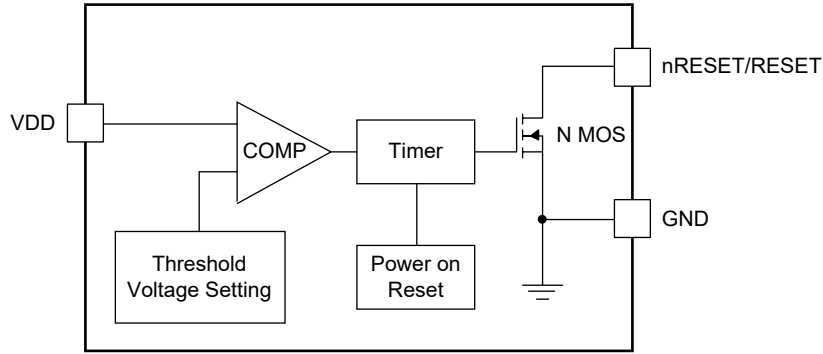 nRESET/RESET
VDD
COMP
Timer
N MOS
GND
Threshold
Voltage Setting
Power on
Reset